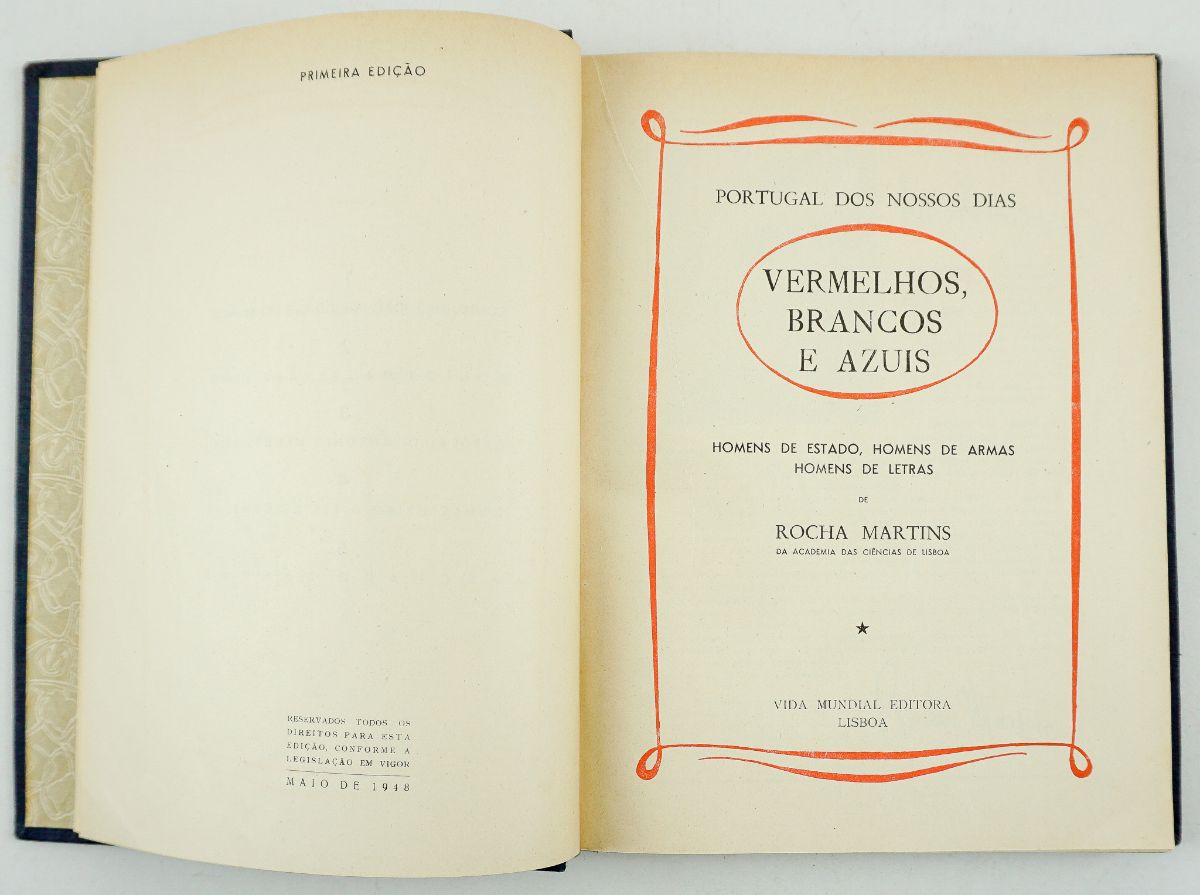 PRIMEIRA EDIÇÃO
RESERVADOS TODOS OS
DIREITOS PARA ESTA
EDIÇÃO, CONFORME A
LEGISLAÇÃO EM VIGOR
MAIO DE 1948
PORTUGAL DOS NOSSOS DIAS
VERMELHOS,
BRANCOS
E AZUIS
HOMENS DE ESTADO, HOMENS DE ARMAS
HOMENS DE LETRAS
DE
ROCHA MARTINS
DA ACADEMIA DAS CIÊNCIAS DE LISBOA
VIDA MUNDIAL EDITORA
LISBOA